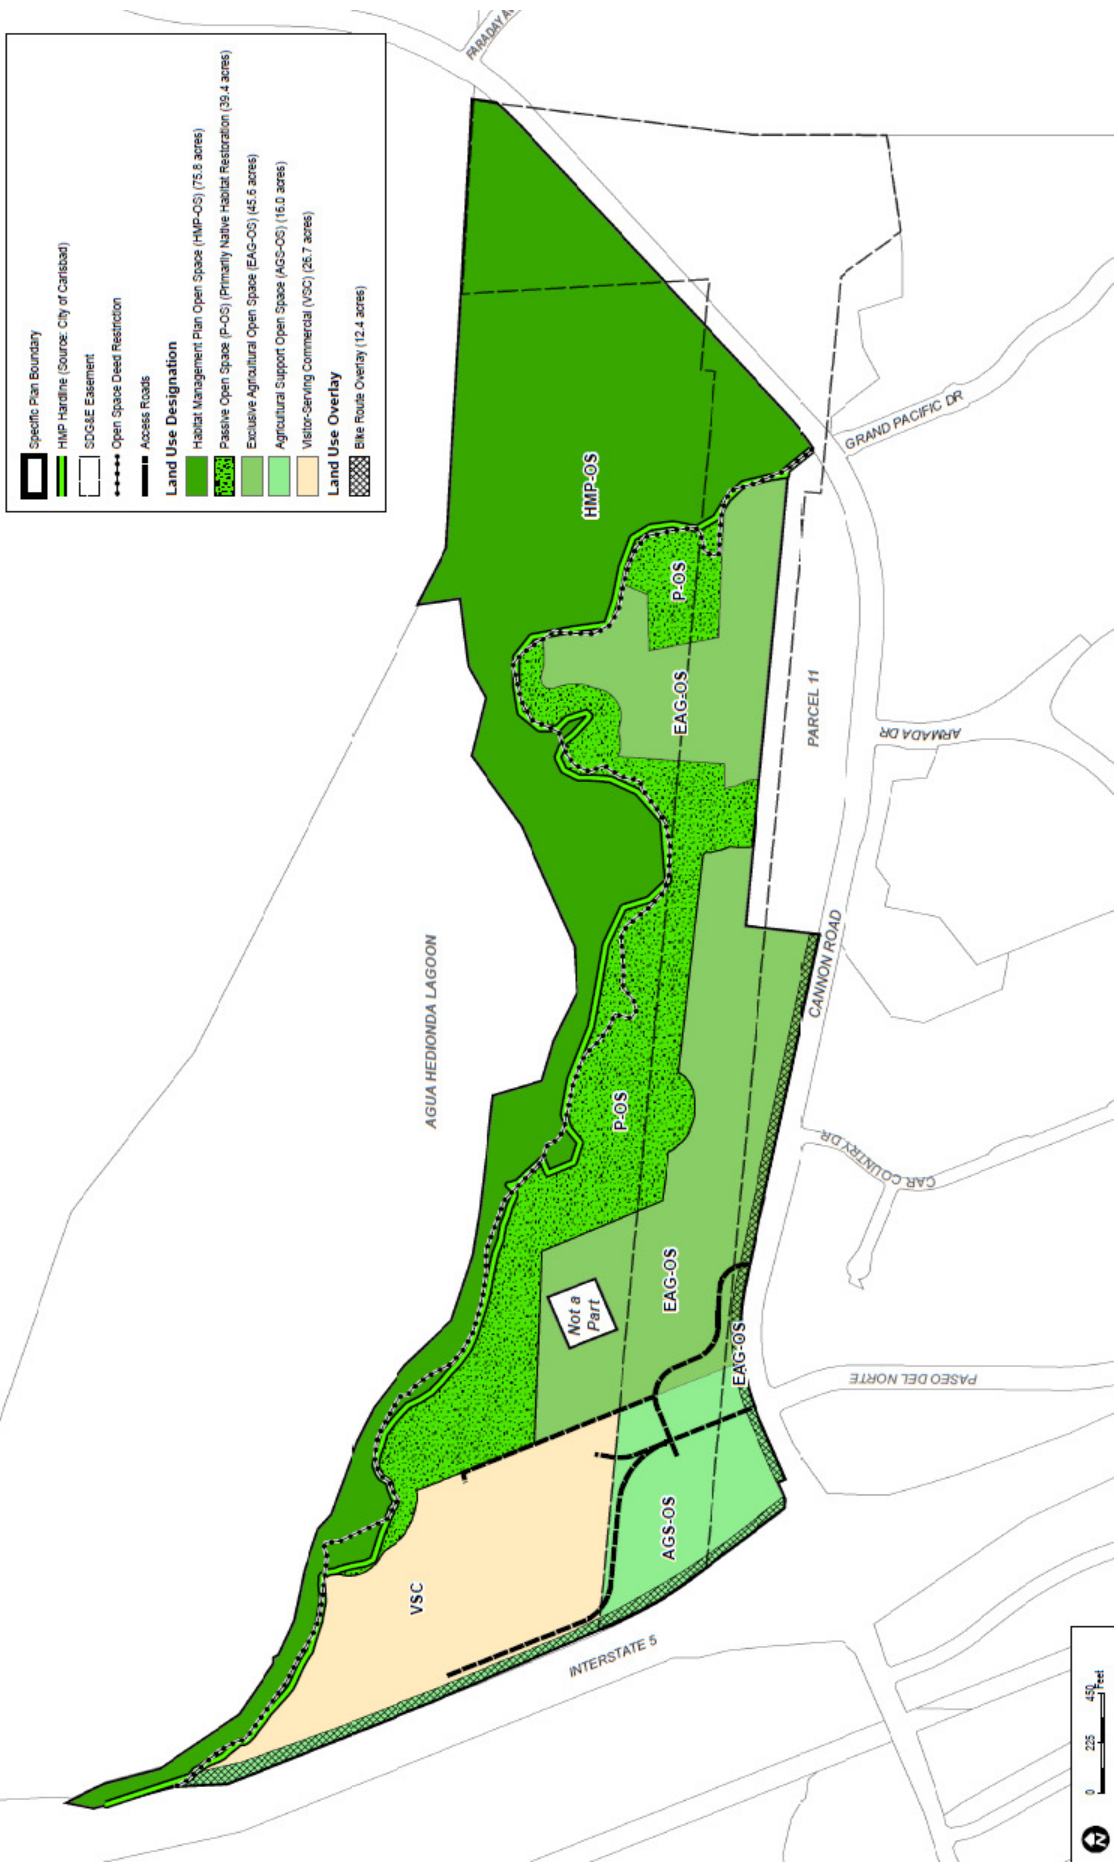 Specific Plan Boundary
HMP Hardline (Source: City of Carlsbad)
SDG&E Easement
Open Space Deed Restriction
Access Roads
Land Use Designation
Habitat Management Plan Open Space (HMP-OS) (75.8 acres)
Passive Open Space (P-OS) (Primarily Native Habitat Restoration (39.4 acres)
Exclusive Agricultural Open Space (EAG-OS) (45.6 acres)
Agricultural Support Open Space (AGS-OS) (16.0 acres)
Visitor-Serving Commercial (VSC) (26.7 acres)
Land Use Overlay
Bike Route Overlay (12.4 acres)
AGUA HEDIONDA LAGOON
HMP-OS
P-OS
EAG-OS
P-OS
EAG-OS
Not a
Part
EAG-OS
VSC
AGS-OS
INTERSTATE 5
PASEO DEL NORTE
CAR COUNTRY DR
CANNON ROAD
ARMADA DR
PARCEL 11
GRAND PACIFIC DR
N
0 225 450
Feet